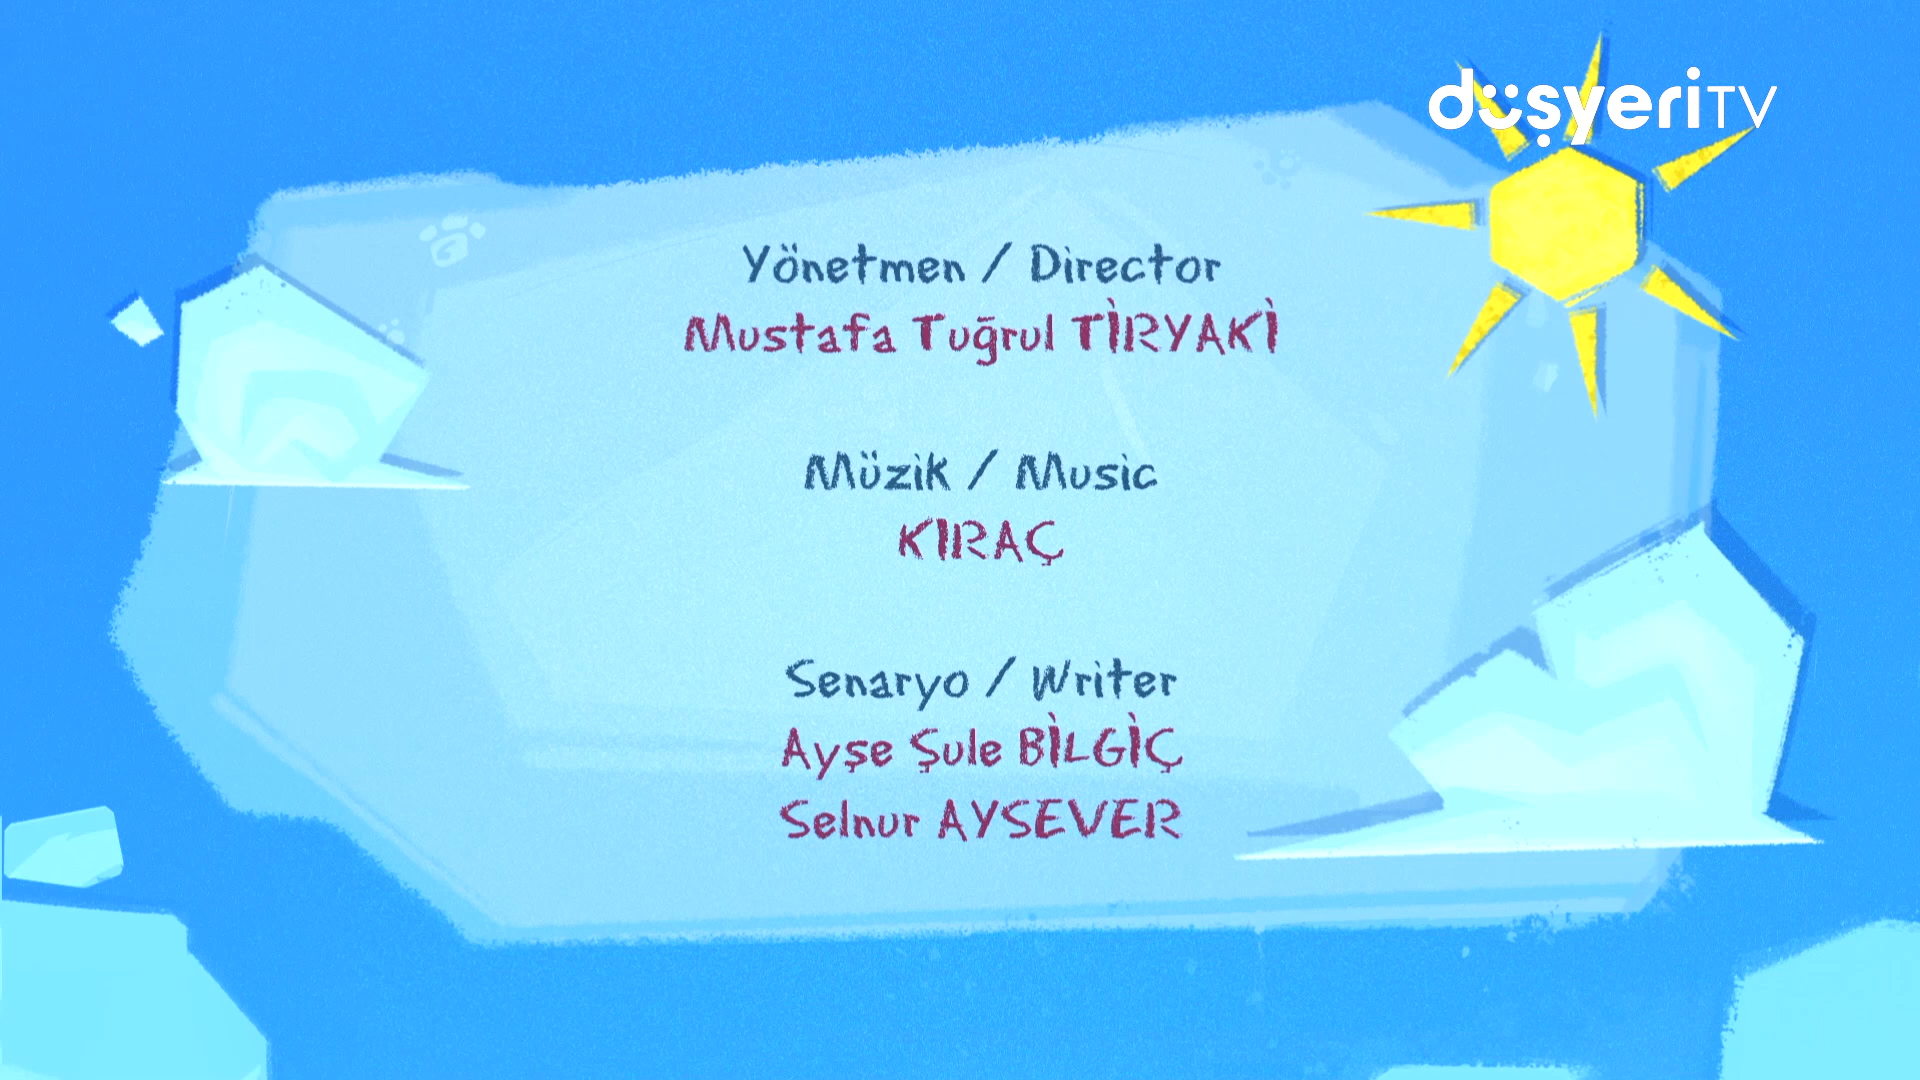 düşyeriTV
Yönetmen / Director
Mustafa Tuğrul TİRYAKİ
Müzik / Music
KIRAÇ
Senaryo / Writer
Ayşe Şule BİLGİÇ
Selnur AYSEVER